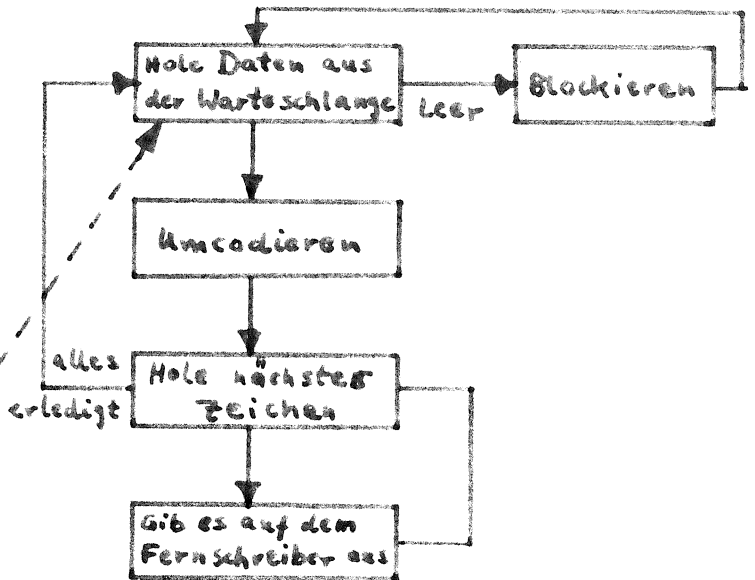 Hole Daten aus
der Warteschlange
Leer
Blockieren
Umcodieren
alles
erledigt
Hole nächstes
Zeichen
Gib es auf dem
Fernschreiber aus